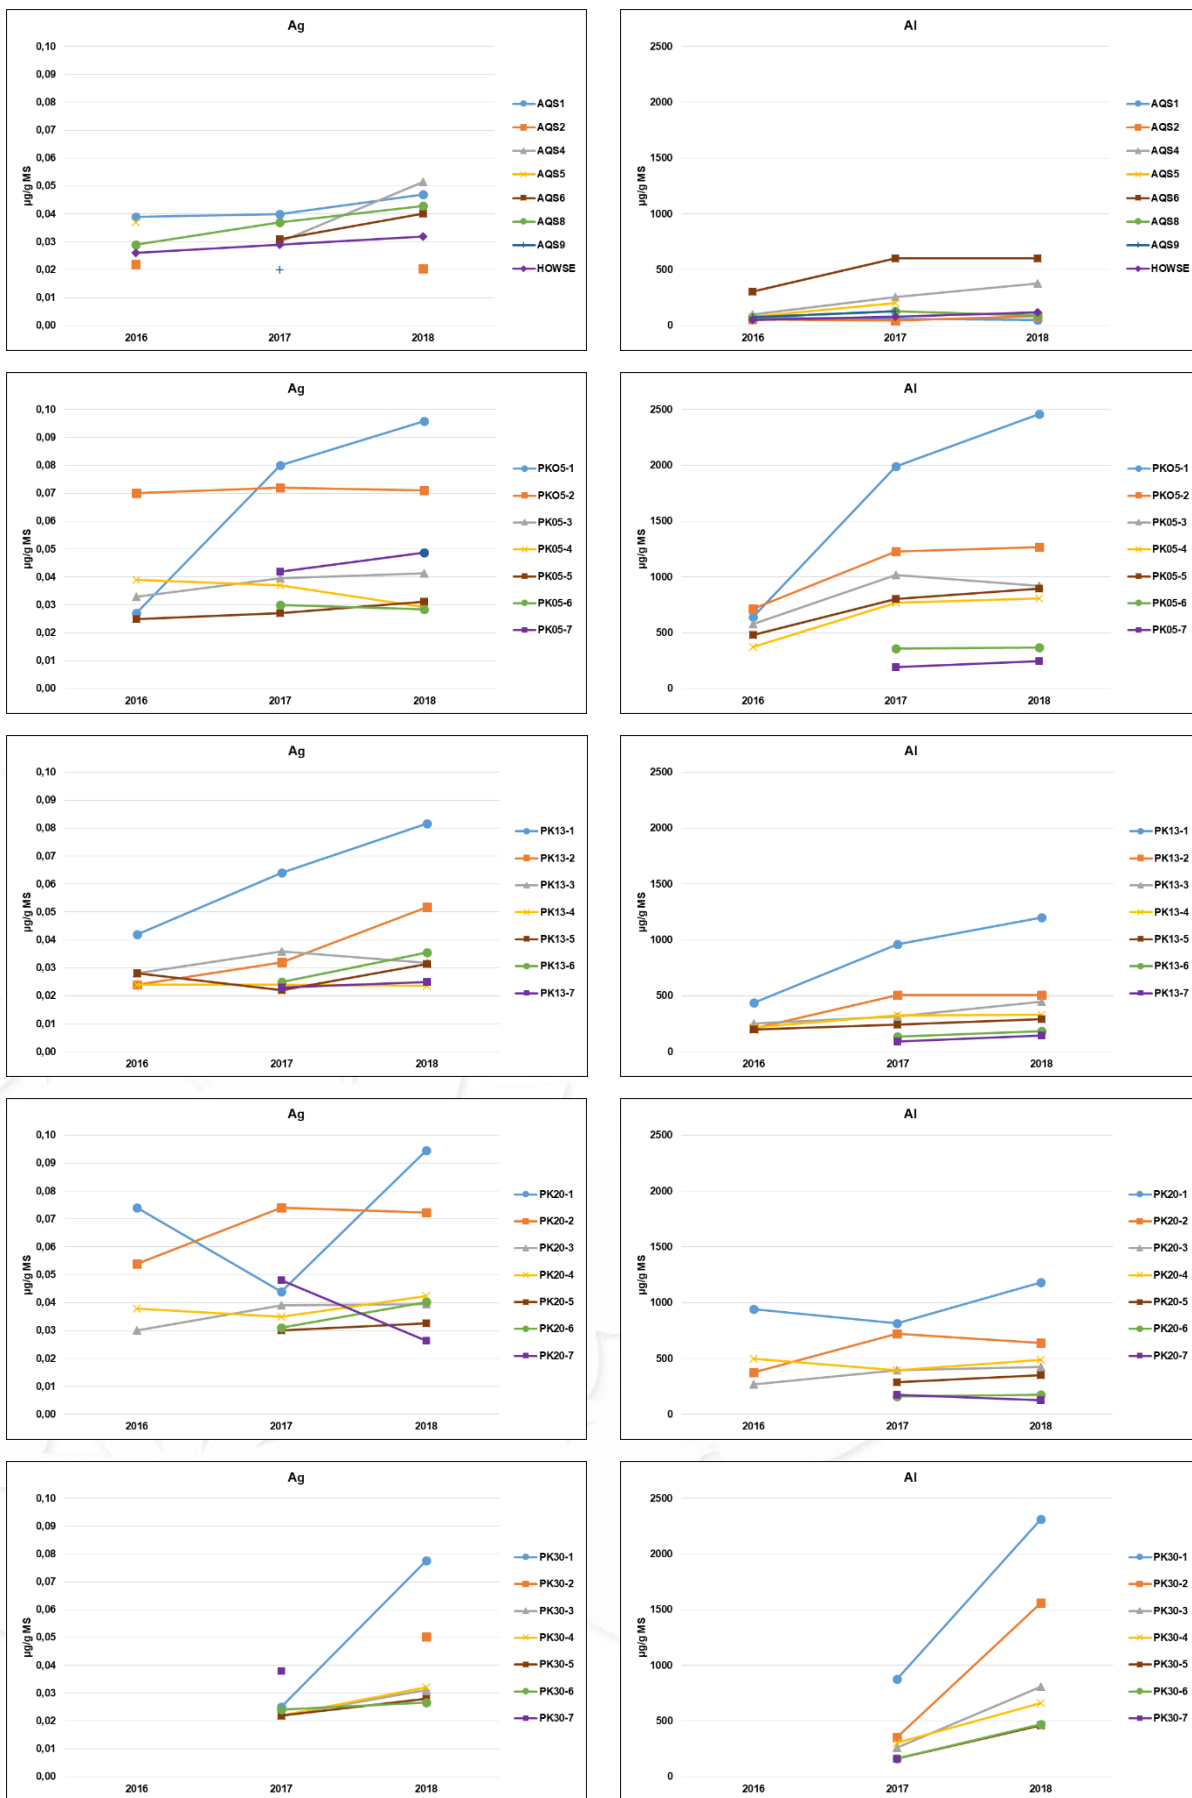 Ag
0,10
0,09
0,08
0,07
0,06
0,05
0,04
0,03
0,02
0,01
0,00
µg/g MS
2016 2017 2018
AQS1
AQS2
AQS4
AQS5
AQS6
AQS8
AQS9
HOWSE
Al
2500
2000
1500
1000
500
0
µg/g MS
2016 2017 2018
AQS1
AQS2
AQS4
AQS5
AQS6
AQS8
AQS9
HOWSE
Ag
0,10
0,09
0,08
0,07
0,06
0,05
0,04
0,03
0,02
0,01
0,00
µg/g MS
2016 2017 2018
PKO5-1
PKO5-2
PK05-3
PK05-4
PK05-5
PK05-6
PK05-7
Al
2500
2000
1500
1000
500
0
µg/g MS
2016 2017 2018
PKO5-1
PKO5-2
PK05-3
PK05-4
PK05-5
PK05-6
PK05-7
Ag
0,10
0,09
0,08
0,07
0,06
0,05
0,04
0,03
0,02
0,01
0,00
µg/g MS
2016 2017 2018
PK13-1
PK13-2
PK13-3
PK13-4
PK13-5
PK13-6
PK13-7
Al
2500
2000
1500
1000
500
0
µg/g MS
2016 2017 2018
PK13-1
PK13-2
PK13-3
PK13-4
PK13-5
PK13-6
PK13-7
Ag
0,10
0,09
0,08
0,07
0,06
0,05
0,04
0,03
0,02
0,01
0,00
µg/g MS
2016 2017 2018
PK20-1
PK20-2
PK20-3
PK20-4
PK20-5
PK20-6
PK20-7
Al
2500
2000
1500
1000
500
0
µg/g MS
2016 2017 2018
PK20-1
PK20-2
PK20-3
PK20-4
PK20-5
PK20-6
PK20-7
Ag
0,10
0,09
0,08
0,07
0,06
0,05
0,04
0,03
0,02
0,01
0,00
µg/g MS
2016 2017 2018
PK30-1
PK30-2
PK30-3
PK30-4
PK30-5
PK30-6
PK30-7
Al
2500
2000
1500
1000
500
0
µg/g MS
2016 2017 2018
PK30-1
PK30-2
PK30-3
PK30-4
PK30-5
PK30-6
PK30-7